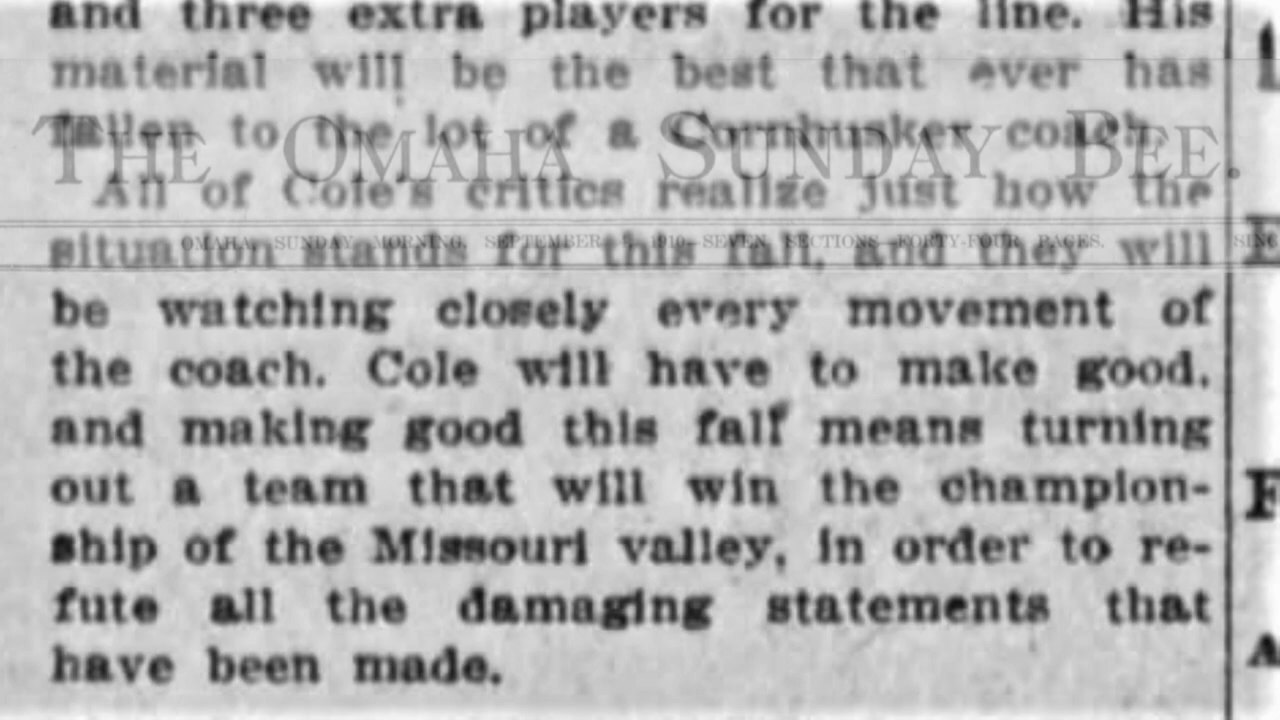 and three extra players for the line. His
material will be the best that ever has
fallen to the lot of a Cornhusker coach.
THE OMAHA SUNDAY BEE.
All of Cole's critics realize just how the
OMAHA, SUNDAY MORNING, SEPTEMBER 1910—SEVEN SECTIONS—FORTY-FOUR PAGES.
situation stands for this fall, and they will
be watching closely every movement of
the coach. Cole will have to make good,
and making good this fall means turning
out a team that will win the champion-
ship of the Missouri valley, in order to re-
fute all the damaging statements that
have been made.